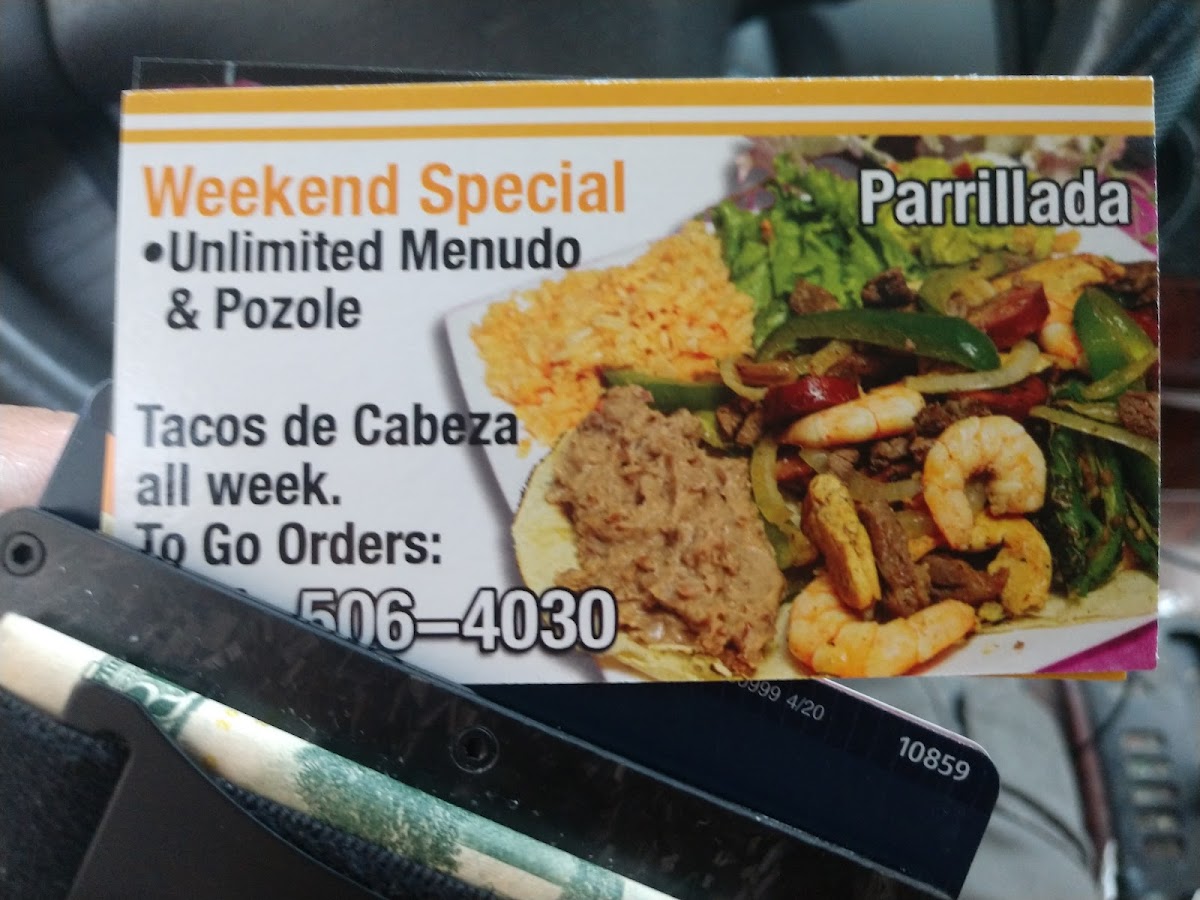 Weekend Special
•Unlimited Menudo
& Pozole
Tacos de Cabeza
all week.
To Go Orders:
506–4030
Parrillada
4/20
10859